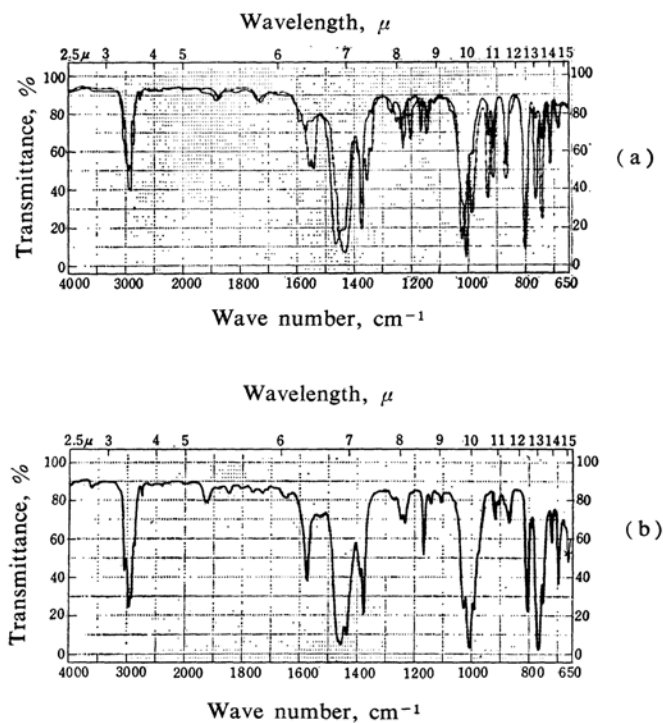 Wavelength, μ
2.5μ 3 4 5 6 7 8 9 10 11 12 13 14 15
100 100
80 80
60 60
40 40
20 20
0 0
Transmittance, %
(a)
4000 3000 2000 1600 1400 1200 1000 800 650
Wave number, cm⁻¹
Wavelength, μ
2.5μ 3 4 5 6 7 8 9 10 11 12 13 14 15
100 100
80 80
60 60
40 40
20 20
0 0
Transmittance, %
(b)
4000 3000 2000 1600 1400 1200 1000 800 650
Wave number, cm⁻¹